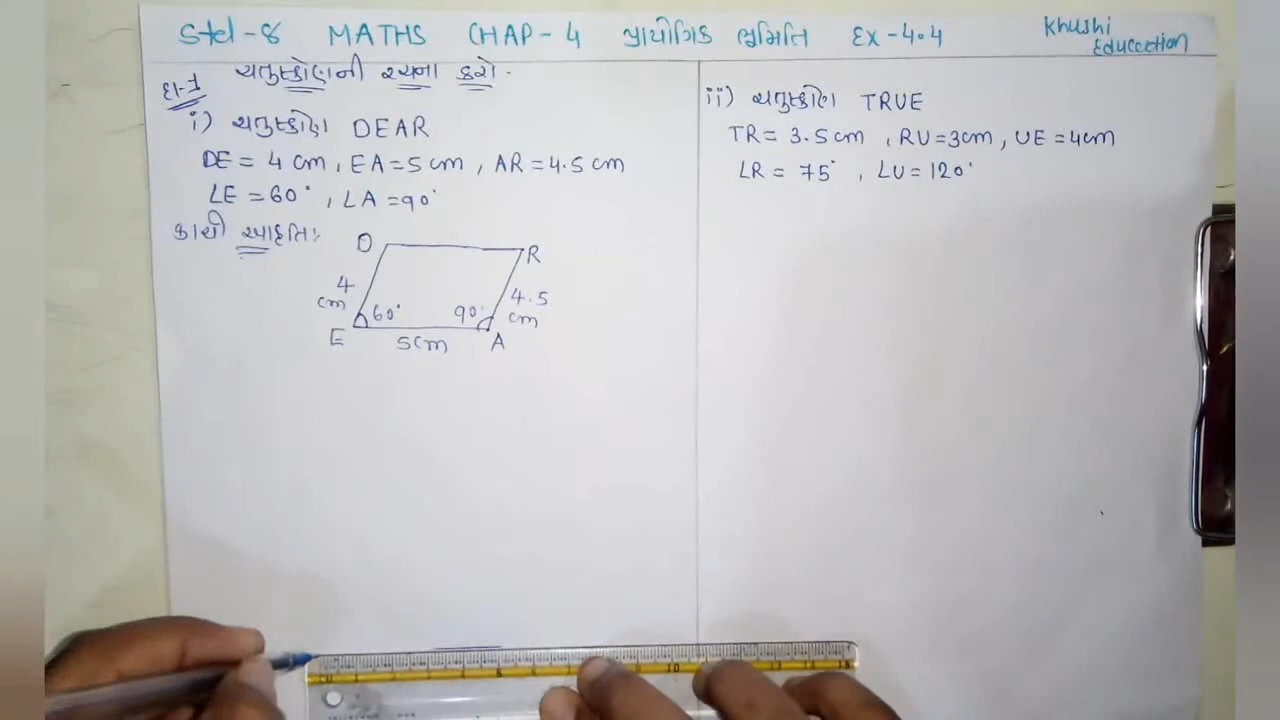 Std-8 MATHS CHAP-4 પ્રાયોગિક ભૂમિતિ Ex-4.4
Khushi
Education
દા-1 ચતુષ્કોણની રચના કરો.
i) ચતુષ્કોણ DEAR
DE = 4 cm, EA=5 cm, AR=4.5 cm
∠E =60°, ∠A =90°
કાચી આકૃતિ:
D
R
4
cm
60°
90°
4.5
cm
E
5cm
A
ii) ચતુષ્કોણ TRUE
TR= 3.5cm, RU=3cm, UE=4cm
∠R = 75°, ∠U=120°
5
10